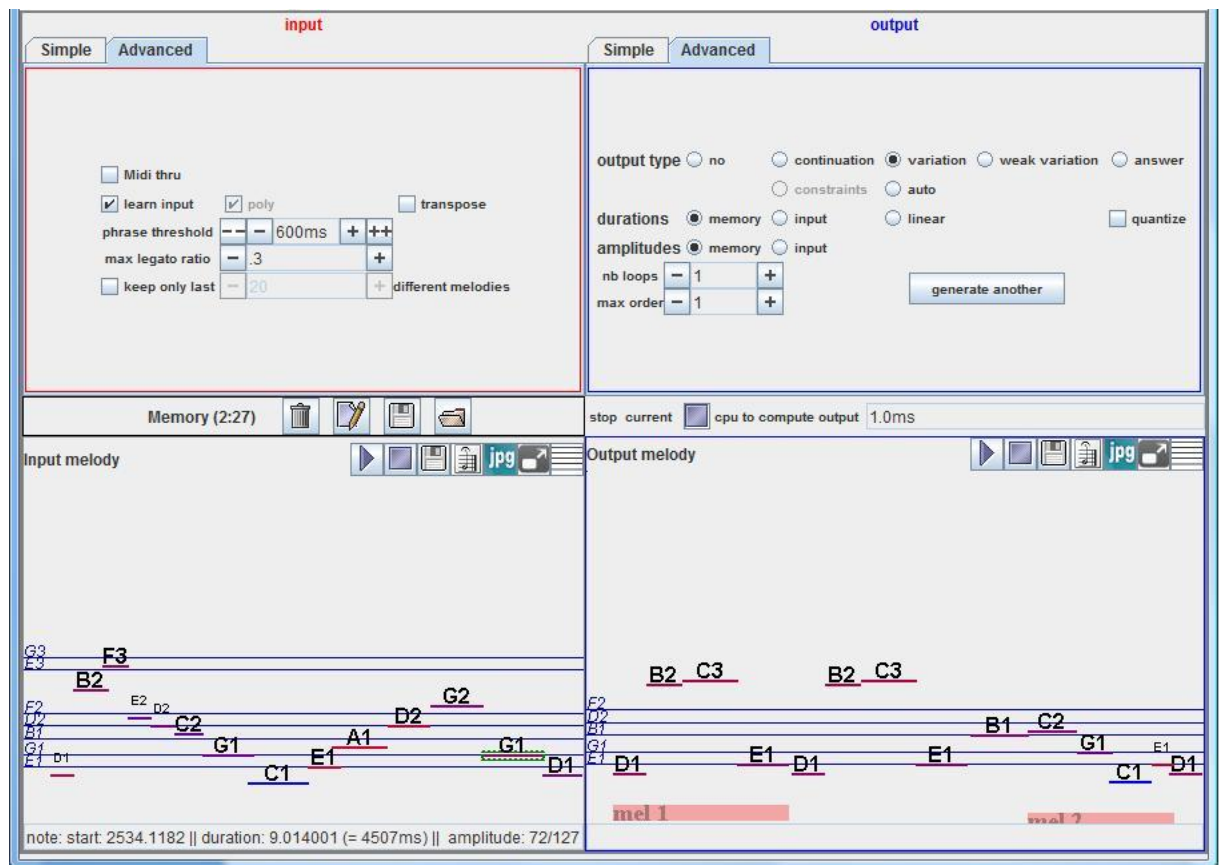 input
output
Simple Advanced
Simple Advanced
Midi thru
learn input poly transpose
phrase threshold -- - 600ms + ++
max legato ratio - .3 +
keep only last - 20 + different melodies
output type no continuation variation weak variation answer
constraints auto
durations memory input linear quantize
amplitudes memory input
nb loops - 1 +
max order - 1 +
generate another
Memory (2:27)
stop current cpu to compute output 1.0ms
Input melody jpg
G3
E3
F3
B2
E2 D2
G2
F2
D2
C2 D2
B1
G1 A1 G1
G1
E1 D1 E1 D1
C1
note: start: 2534.1182 || duration: 9.014001 (= 4507ms) || amplitude: 72/127
Output melody jpg
B2 C3 B2 C3
F2
D2
B1 B1 C2
G1 G1
E1 D1 E1 D1 E1 E1 D1
C1
mel 1 mel 2